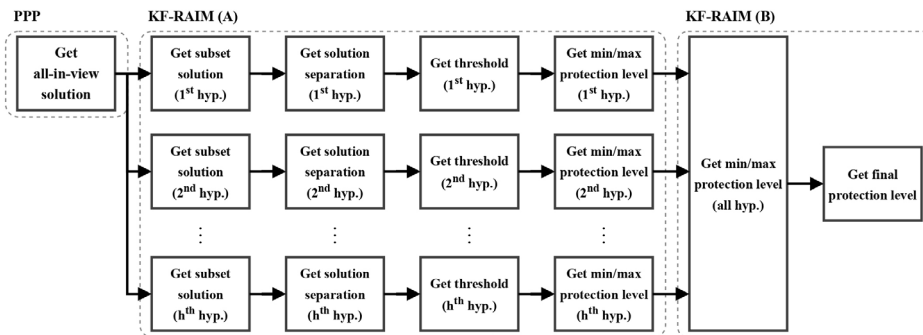 PPP
KF-RAIM (A)
KF-RAIM (B)
Get
all-in-view
solution
Get subset
solution
(1st hyp.)
Get solution
separation
(1st hyp.)
Get threshold
(1st hyp.)
Get min/max
protection level
(1st hyp.)
Get subset
solution
(2nd hyp.)
Get solution
separation
(2nd hyp.)
Get threshold
(2nd hyp.)
Get min/max
protection level
(2nd hyp.)
Get subset
solution
(hth hyp.)
Get solution
separation
(hth hyp.)
Get threshold
(hth hyp.)
Get min/max
protection level
(hth hyp.)
Get min/max
protection level
(all hyp.)
Get final
protection level